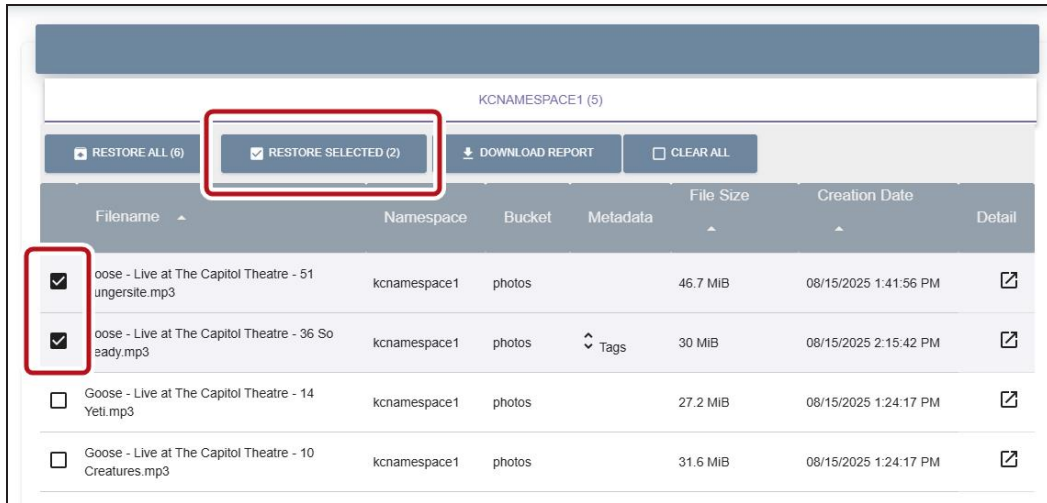 KCNAMESPACE1 (5)
RESTORE ALL (6) RESTORE SELECTED (2) DOWNLOAD REPORT CLEAR ALL
Filename Namespace Bucket Metadata File Size Creation Date Detail
oose - Live at The Capitol Theatre - 51
ungersite.mp3 kcnamespace1 photos 46.7 MiB 08/15/2025 1:41:56 PM
oose - Live at The Capitol Theatre - 36 So
eady.mp3 kcnamespace1 photos Tags 30 MiB 08/15/2025 2:15:42 PM
Goose - Live at The Capitol Theatre - 14
Yeti.mp3 kcnamespace1 photos 27.2 MiB 08/15/2025 1:24:17 PM
Goose - Live at The Capitol Theatre - 10
Creatures.mp3 kcnamespace1 photos 31.6 MiB 08/15/2025 1:24:17 PM